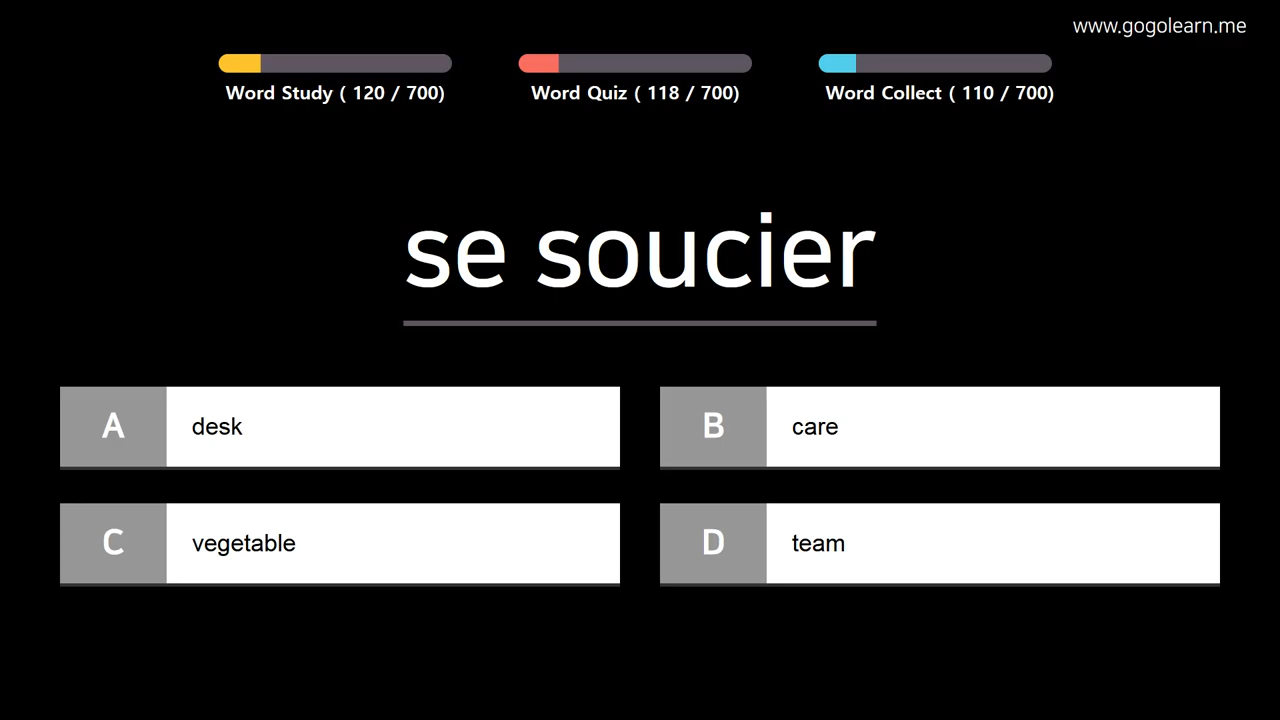 www.gogolearn.me
Word Study ( 120 / 700)
Word Quiz ( 118 / 700)
Word Collect ( 110 / 700)
se soucier
A desk
B care
C vegetable
D team